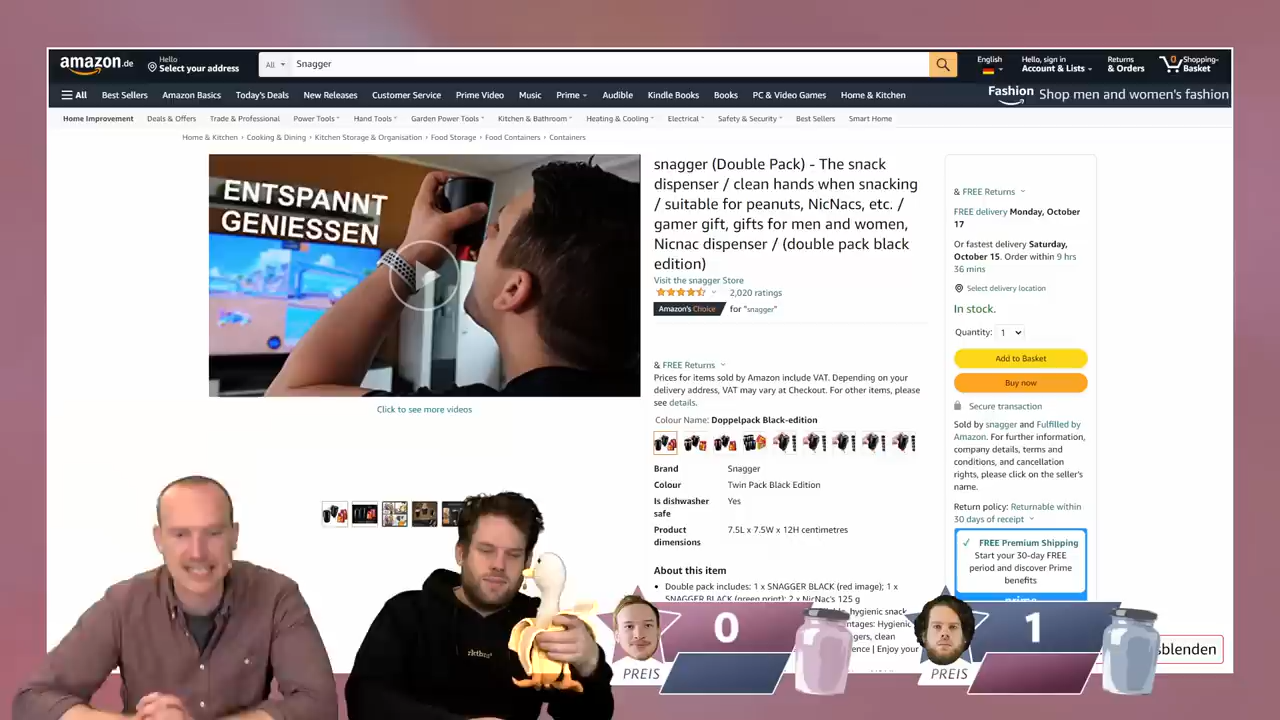 amazon.de
Hello
Select your address
All
Snagger
English
Hello, sign in
Account & Lists
Returns
& Orders
0
Shopping-
Basket
All
Best Sellers
Amazon Basics
Today's Deals
New Releases
Customer Service
Prime Video
Music
Prime
Audible
Kindle Books
Books
PC & Video Games
Home & Kitchen
Fashion
Shop men and women's fashion
Home Improvement
Deals & Offers
Trade & Professional
Power Tools
Hand Tools
Garden Power Tools
Kitchen & Bathroom
Heating & Cooling
Electrical
Safety & Security
Best Sellers
Smart Home
Home & Kitchen › Cooking & Dining › Kitchen Storage & Organisation › Food Storage › Food Containers › Containers
ENTSPANNT
GENIESSEN
Click to see more videos
snagger (Double Pack) - The snack
dispenser / clean hands when snacking
/ suitable for peanuts, NicNacs, etc. /
gamer gift, gifts for men and women,
Nicnac dispenser / (double pack black
edition)
Visit the snagger Store
2,020 ratings
Amazon's Choice for "snagger"
& FREE Returns
Prices for items sold by Amazon include VAT. Depending on your
delivery address, VAT may vary at Checkout. For other items, please
see details.
Colour Name: Doppelpack Black-edition
Brand Snagger
Colour Twin Pack Black Edition
Is dishwasher Yes
safe
Product 7.5L x 7.5W x 12H centimetres
dimensions
About this item
• Double pack includes: 1 x SNAGGER BLACK (red image); 1 x
SNAGGER BLACK (green print); 2 x NicNac's 125 g
hygienic snack
ntages: Hygienic
gers, clean
ence | Enjoy your
& FREE Returns
FREE delivery Monday, October
17
Or fastest delivery Saturday,
October 15. Order within 9 hrs
36 mins
Select delivery location
In stock.
Quantity: 1
Add to Basket
Buy now
Secure transaction
Sold by snagger and Fulfilled by
Amazon. For further information,
company details, terms and
conditions, and cancellation
rights, please click on the seller's
name.
Return policy: Returnable within
30 days of receipt
✓ FREE Premium Shipping
Start your 30-day FREE
period and discover Prime
benefits
prime
0
PREIS
1
PREIS
sblenden